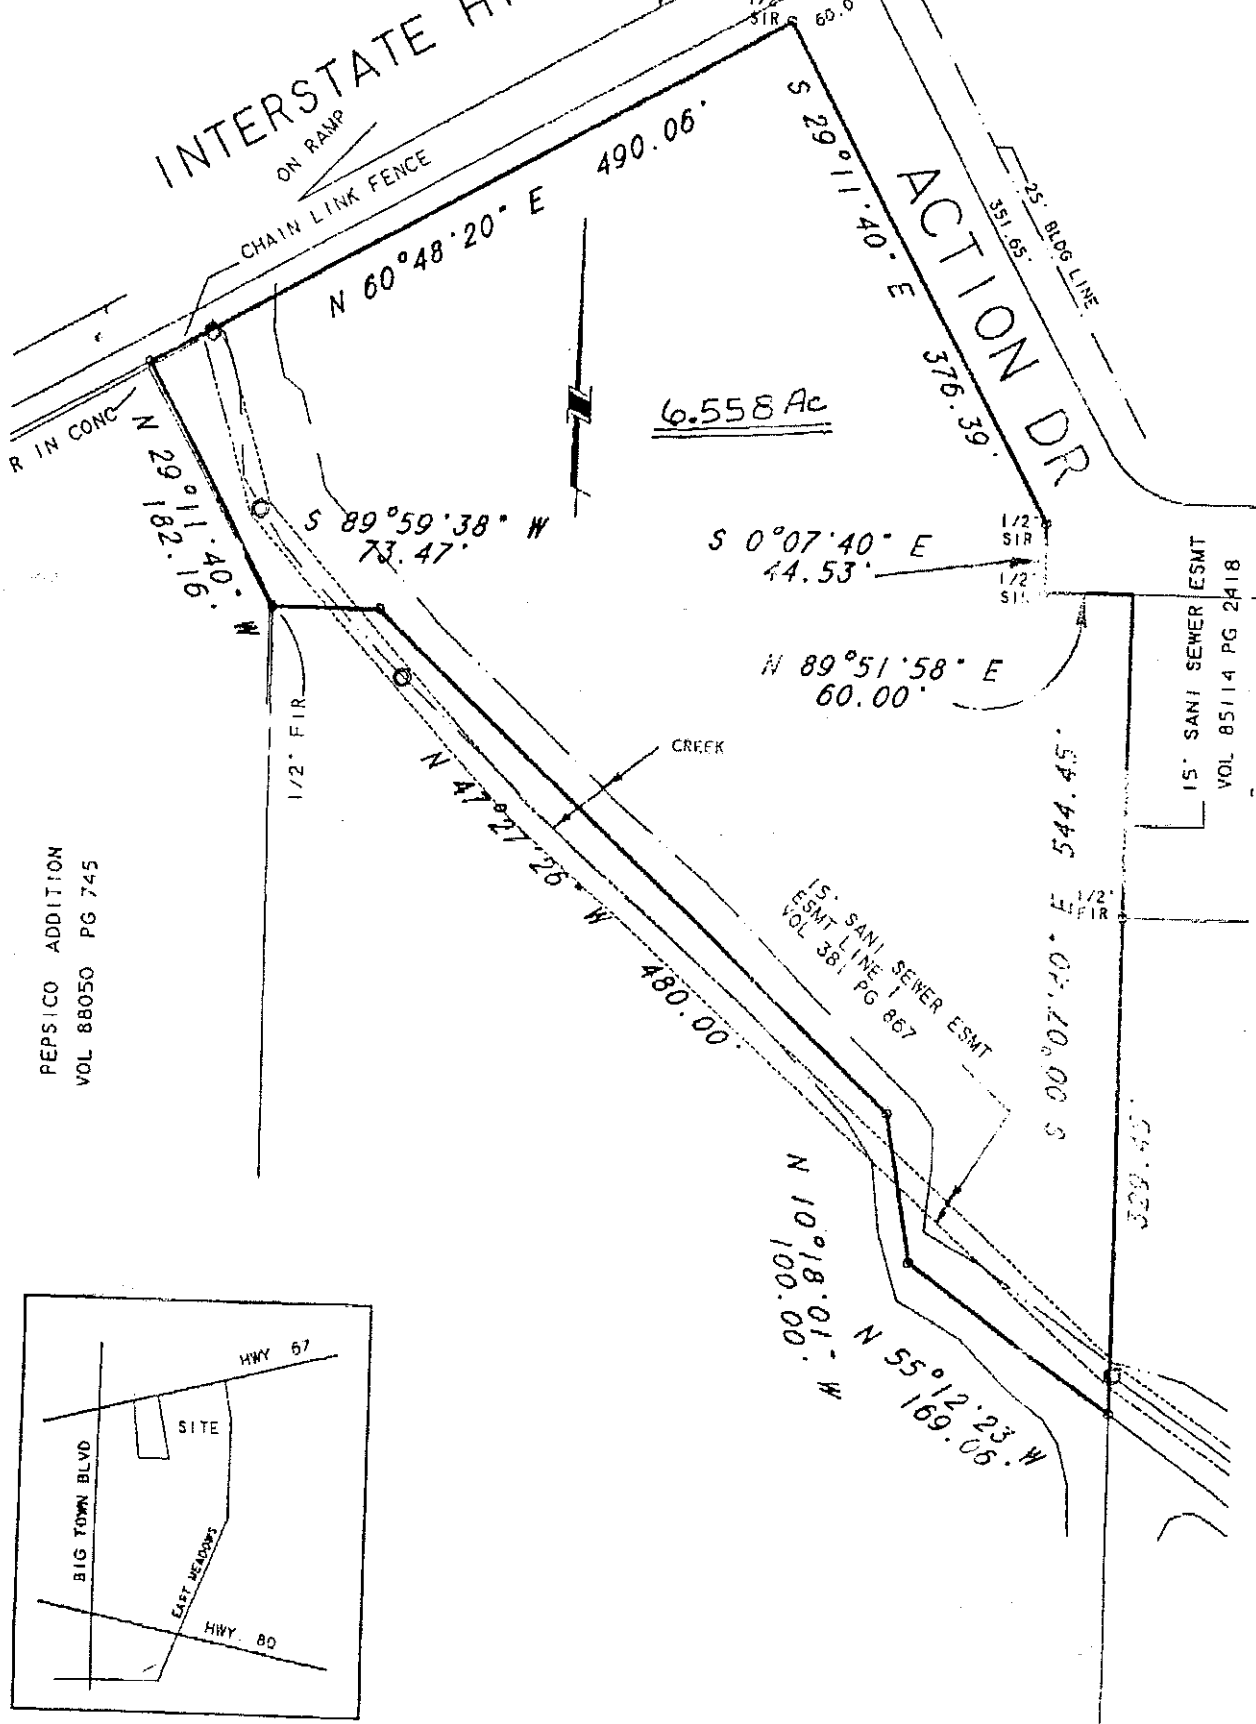 INTERSTATE
ON RAMP
CHAIN LINK FENCE
SIR
N 60°48'20" E
490.06'
S 29°11'40" E
376.39'
ACTION DR
351.65'
25' BLDG LINE
6.558 Ac
R IN CONC
N 29°11'40" W
182.16'
S 89°59'38" W
73.47'
S 0°07'40" E
44.53'
1/2"
SIR
1/2"
N 89°51'58" E
60.00'
15' SANI SEWER ESMT
VOL 85114 PG 2418
1/2" FIR
CREEK
N 47°27'26" W
480.00'
S 00°07'40" E 544.45'
1/2"
FIR
PEPSICO ADDITION
VOL 88050 PG 745
15' SANI SEWER ESMT
ESMT LINE 1
VOL 381 PG 867
329.45'
N 10°18'01" W
100.00'
N 55°12'23 W
169.06'
HWY 67
SITE
BIG TOWN BLVD
EAST MEADOWS
HWY 80